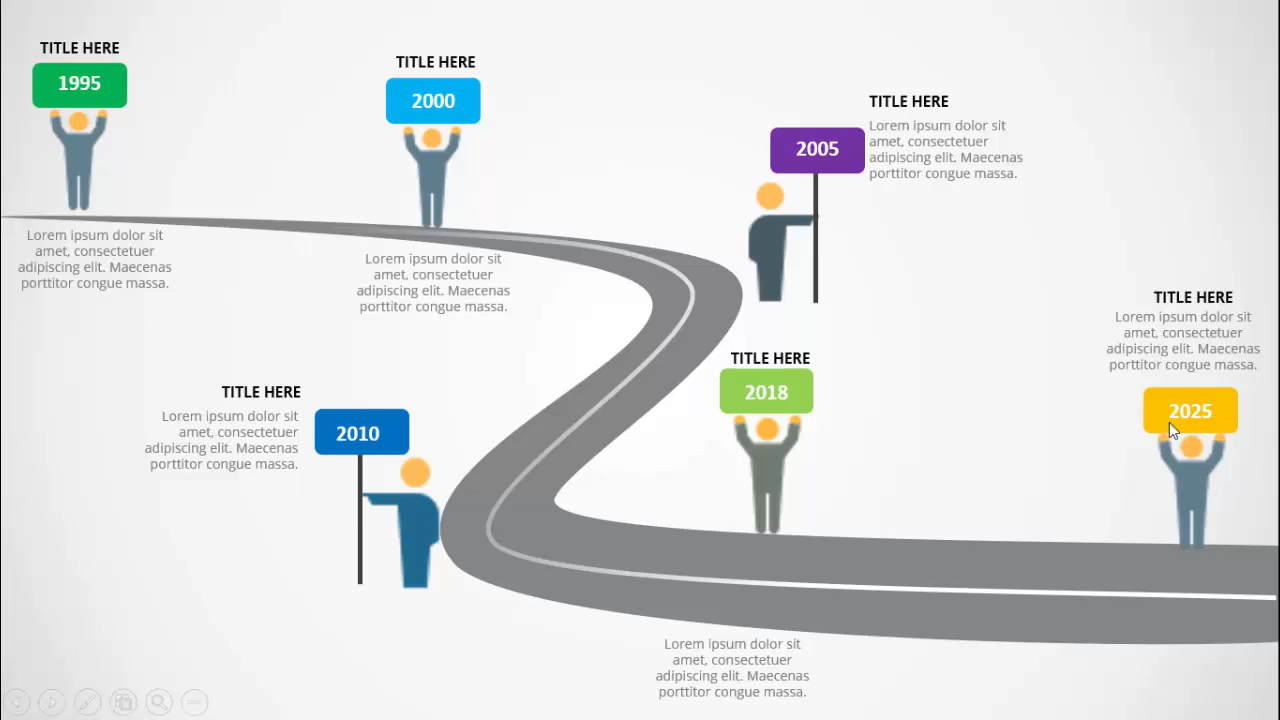 TITLE HERE
1995
Lorem ipsum dolor sit
amet, consectetuer
adipiscing elit. Maecenas
porttitor congue massa.
TITLE HERE
2000
Lorem ipsum dolor sit
amet, consectetuer
adipiscing elit. Maecenas
porttitor congue massa.
2005
TITLE HERE
Lorem ipsum dolor sit
amet, consectetuer
adipiscing elit. Maecenas
porttitor congue massa.
TITLE HERE
Lorem ipsum dolor sit
amet, consectetuer
adipiscing elit. Maecenas
porttitor congue massa.
2010
TITLE HERE
2018
Lorem ipsum dolor sit
amet, consectetuer
adipiscing elit. Maecenas
porttitor congue massa.
TITLE HERE
Lorem ipsum dolor sit
amet, consectetuer
adipiscing elit. Maecenas
porttitor congue massa.
2025